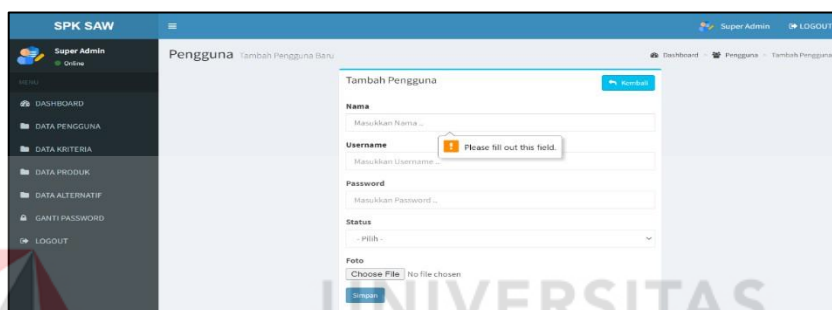 SPK SAW
Super Admin LOGOUT
Super Admin
Online
Pengguna Tambah Pengguna Baru
Dashboard Pengguna Tambah Pengguna
MENU
DASHBOARD
DATA PENGGUNA
DATA KRITERIA
DATA PRODUK
DATA ALTERNATIF
GANTI PASSWORD
LOGOUT
Tambah Pengguna
Kembali
Nama
Masukkan Nama...
Please fill out this field.
Username
Masukkan Username...
Password
Masukkan Password...
Status
- Pilih -
Foto
Choose File No file chosen
Simpan
UNIVERSITAS